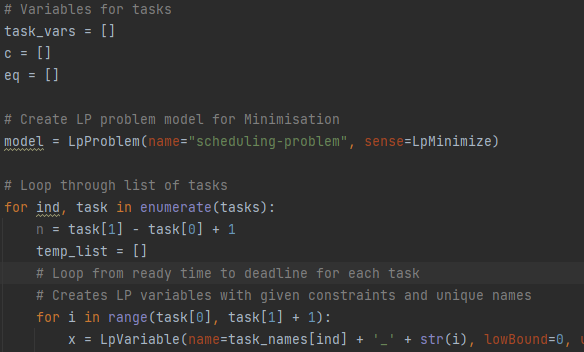 # Variables for tasks
task_vars = []
c = []
eq = []
# Create LP problem model for Minimisation
model = LpProblem(name="scheduling-problem", sense=LpMinimize)
# Loop through list of tasks
for ind, task in enumerate(tasks):
n = task[1] - task[0] + 1
temp_list = []
# Loop from ready time to deadline for each task
# Creates LP variables with given constraints and unique names
for i in range(task[0], task[1] + 1):
x = LpVariable(name=task_names[ind] + '_' + str(i), lowBound=0,